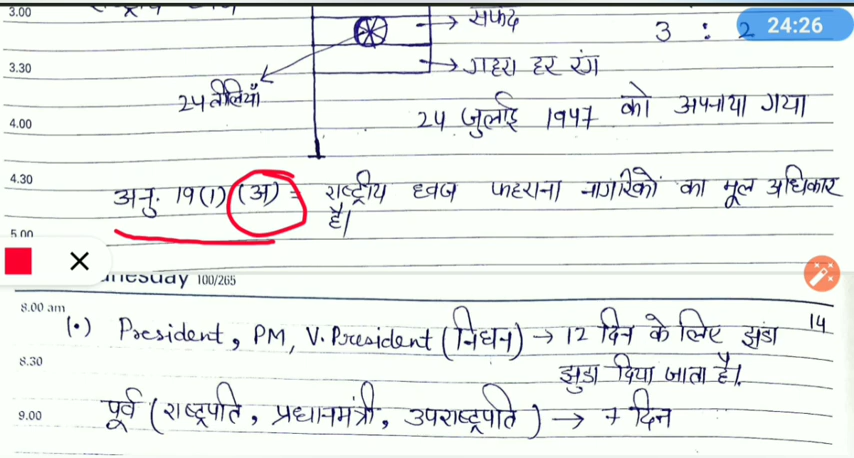 3.00
सफेद
3 : 2
24:26
3.30
गहरा हरा रंग
24 तीलियाँ
24 जुलाई 1947 को अपनाया गया
4.00
4.30
अनु. 19(1) (अ) = राष्ट्रीय ध्वज फहराना नागरिकों का मूल अधिकार
है।
5.00
nesday 100/265
8.00 am
14
(•) President, PM, V. President (निधन) → 12 दिन के लिए झंडा
8.30
झुका दिया जाता है।
9.00
पूर्व (राष्ट्रपति, प्रधानमंत्री, उपराष्ट्रपति) → 7 दिन